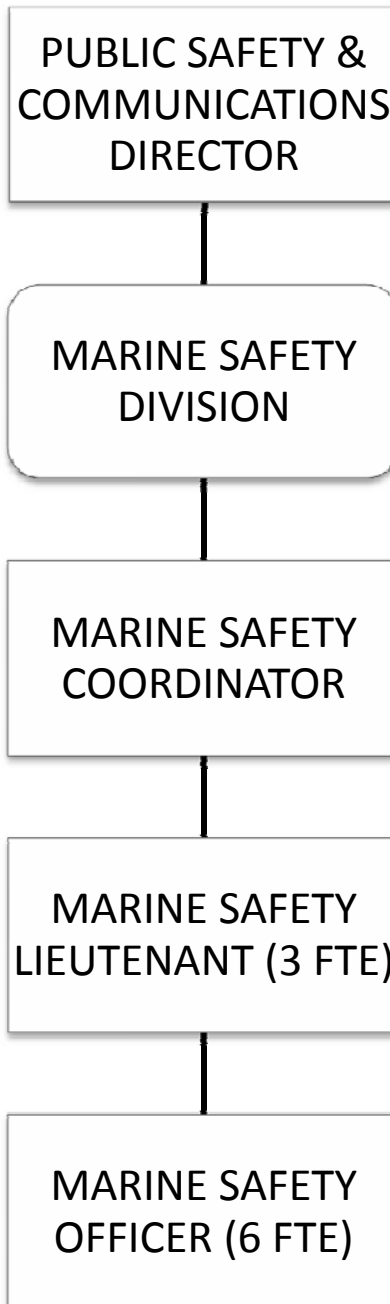 PUBLIC SAFETY &
COMMUNICATIONS
DIRECTOR
MARINE SAFETY
DIVISION
MARINE SAFETY
COORDINATOR
MARINE SAFETY
LIEUTENANT (3 FTE)
MARINE SAFETY
OFFICER (6 FTE)